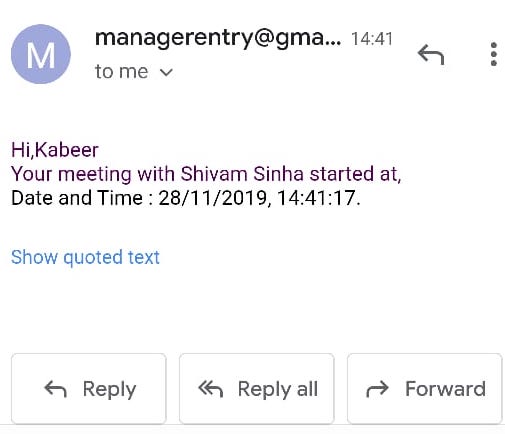 M
managerentry@gma... 14:41
to me
Hi,Kabeer
Your meeting with Shivam Sinha started at,
Date and Time : 28/11/2019, 14:41:17.
Show quoted text
Reply Reply all Forward